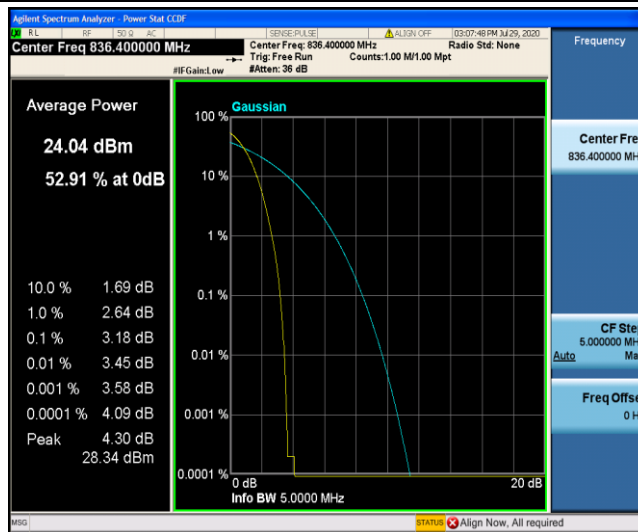 Agilent Spectrum Analyzer - Power Stat CCDF
RL RF 50 Ω AC SENSE:PULSE ALIGN OFF 03:07:48 PM Jul 29, 2020
Center Freq 836.400000 MHz
Center Freq: 836.400000 MHz Radio Std: None
Trig: Free Run Counts:1.00 M/1.00 Mpt
#IFGain:Low #Atten: 36 dB
Frequency
Average Power
24.04 dBm
52.91 % at 0dB
10.0 % 1.69 dB
1.0 % 2.64 dB
0.1 % 3.18 dB
0.01 % 3.45 dB
0.001 % 3.58 dB
0.0001 % 4.09 dB
Peak 4.30 dB
28.34 dBm
Gaussian
100 %
10 %
1 %
0.1 %
0.01 %
0.001 %
0.0001 %
0 dB 20 dB
Info BW 5.0000 MHz
Center Fre
836.400000 MH
CF Ste
5.000000 MH
Auto Ma
Freq Offse
0 H
MSG STATUS Align Now, All required